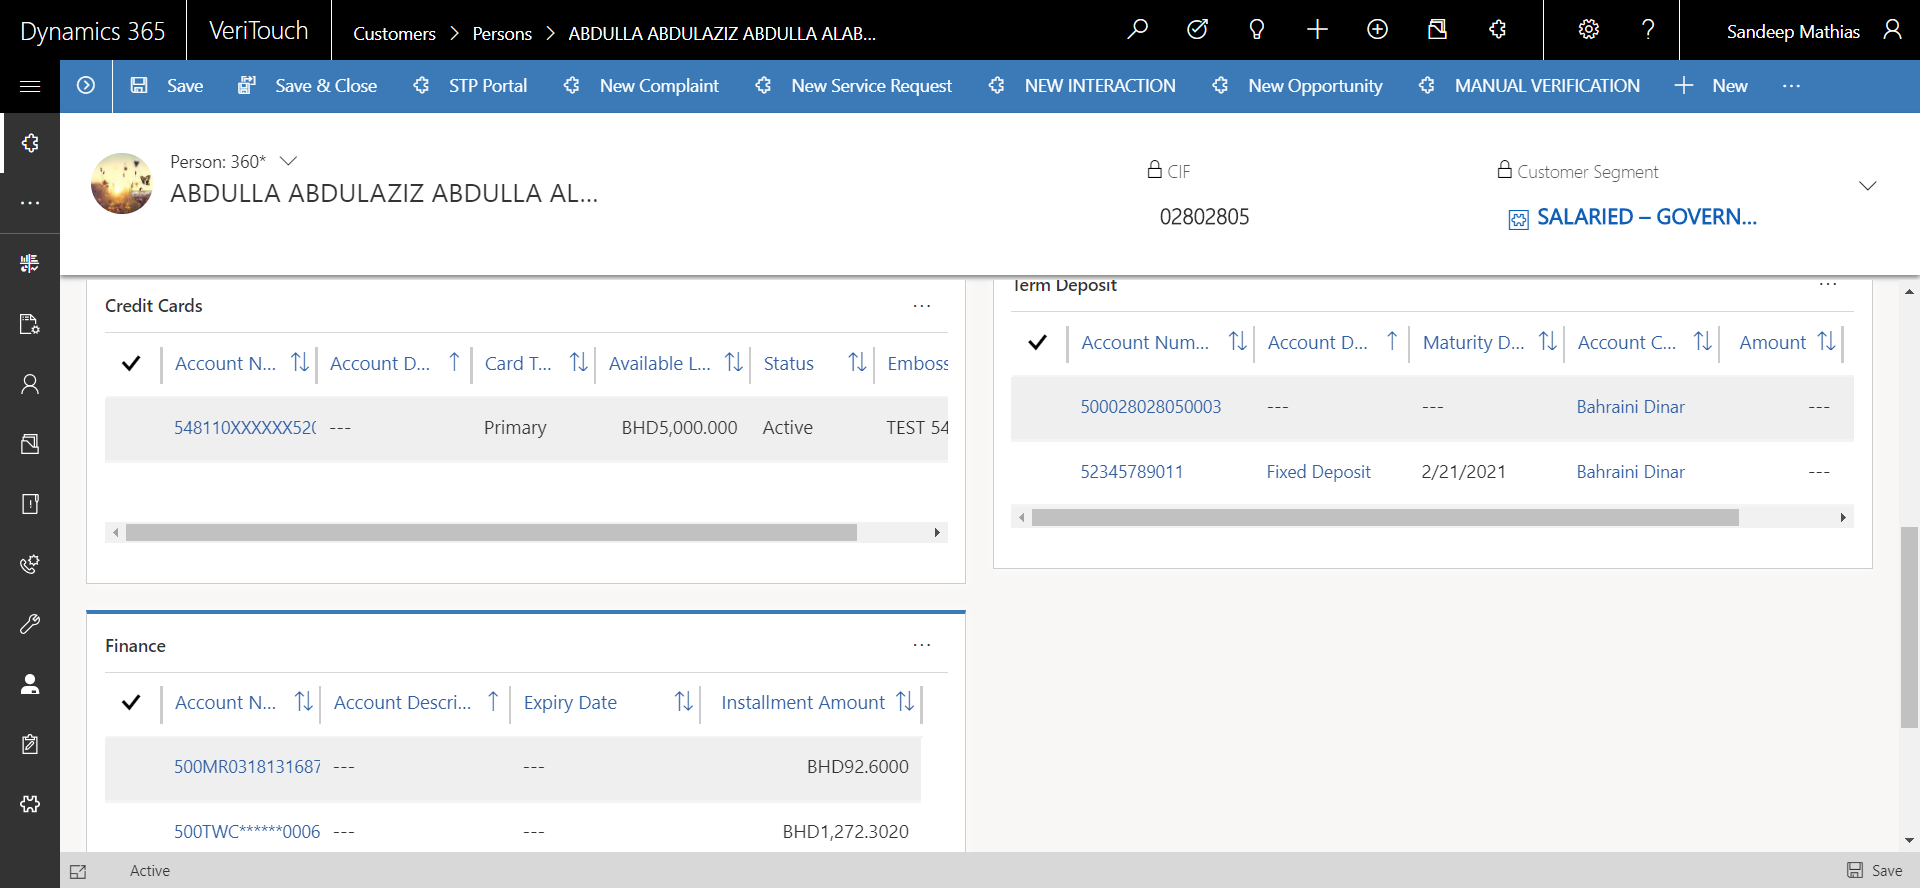 Dynamics 365 VeriTouch Customers > Persons > ABDULLA ABDULAZIZ ABDULLA ALAB... Sandeep Mathias
Save Save & Close STP Portal New Complaint New Service Request NEW INTERACTION New Opportunity MANUAL VERIFICATION New ...
Person: 360*
ABDULLA ABDULAZIZ ABDULLA AL...
CIF
02802805
Customer Segment
SALARIED – GOVERN...
Credit Cards ...
Account N... Account D... Card T... Available L... Status Emboss
548110XXXXXX520 --- Primary BHD5,000.000 Active TEST 54
Term Deposit ...
Account Num... Account D... Maturity D... Account C... Amount
500028028050003 --- --- Bahraini Dinar ---
52345789011 Fixed Deposit 2/21/2021 Bahraini Dinar ---
Finance ...
Account N... Account Descri... Expiry Date Installment Amount
500MR0318131687 --- --- BHD92.6000
500TWC******0006 --- --- BHD1,272.3020
Active Save